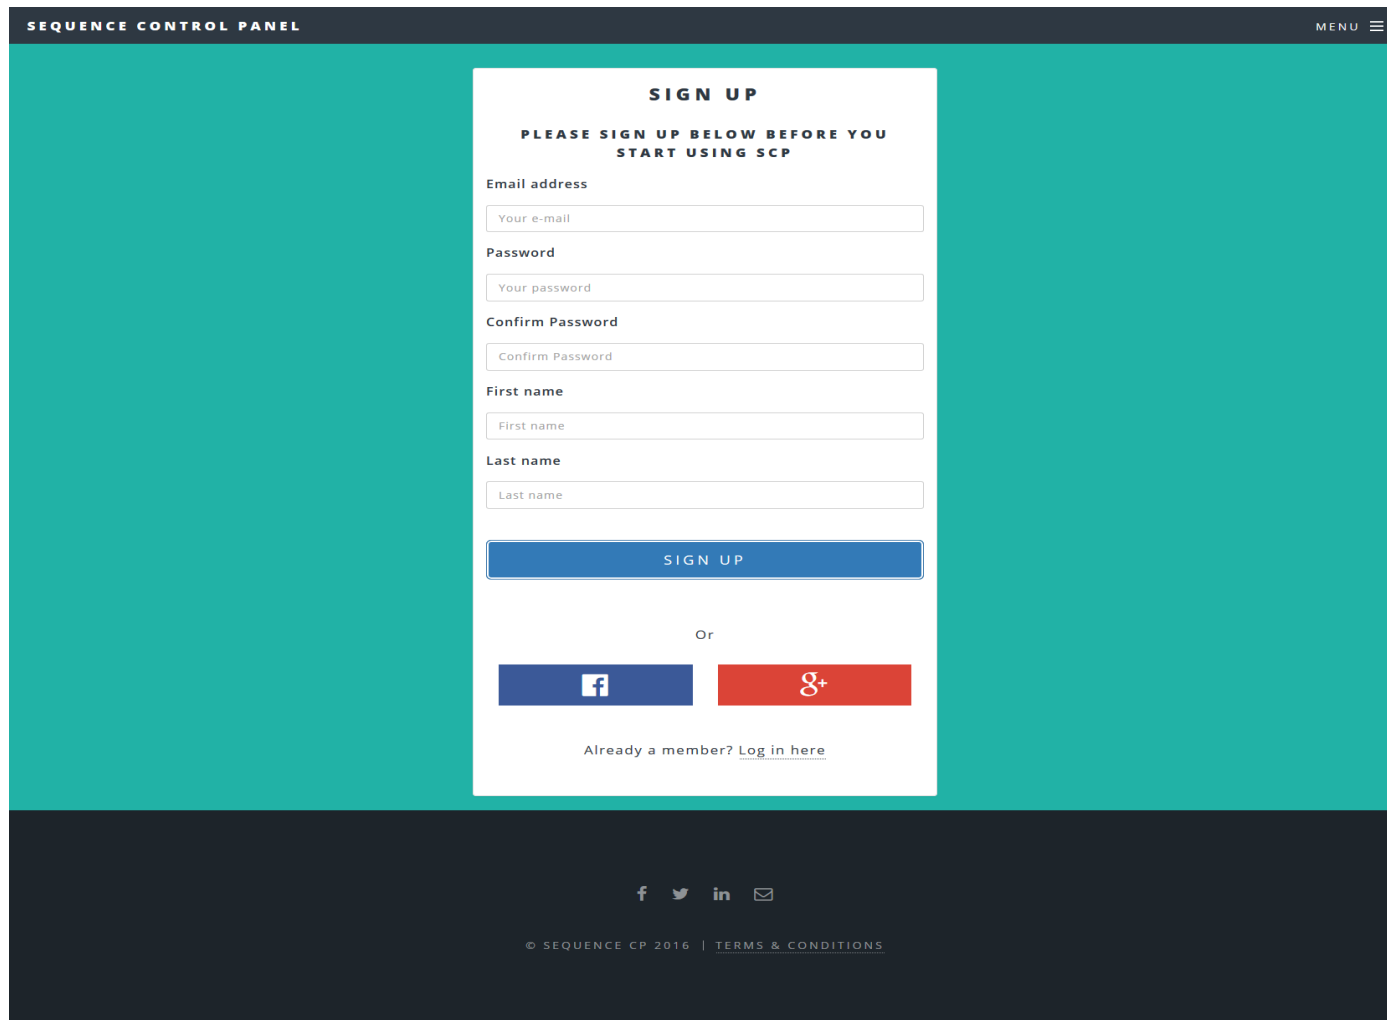 SEQUENCE CONTROL PANEL
MENU
SIGN UP
PLEASE SIGN UP BELOW BEFORE YOU
START USING SCP
Email address
Your e-mail
Password
Your password
Confirm Password
Confirm Password
First name
First name
Last name
Last name
SIGN UP
Or
f
g+
Already a member? Log in here
f in
© SEQUENCE CP 2016 | TERMS & CONDITIONS